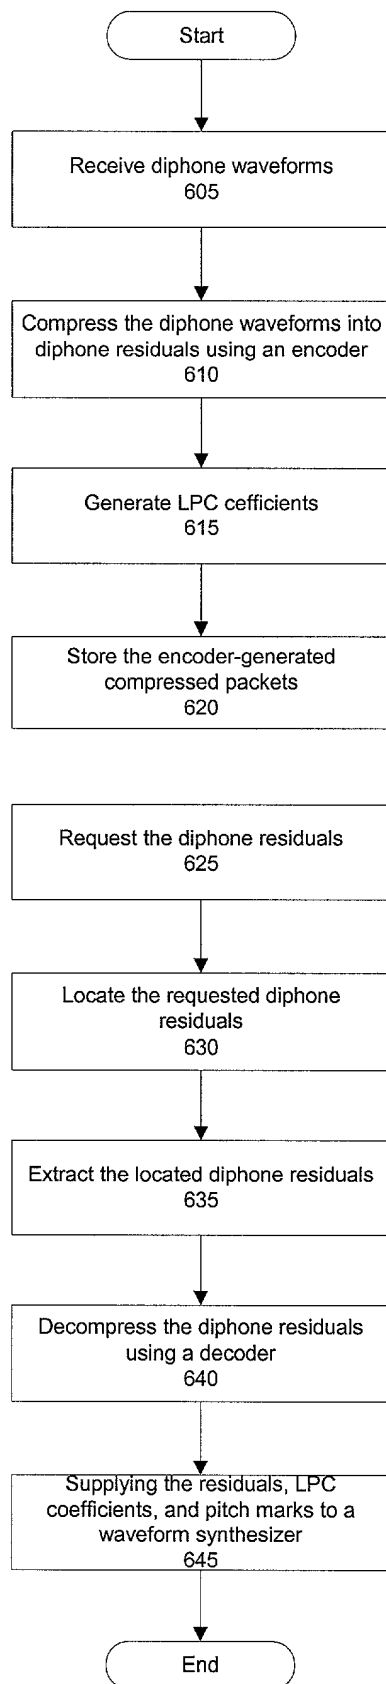 Start
Receive diphone waveforms
605
Compress the diphone waveforms into
diphone residuals using an encoder
610
Generate LPC cefficients
615
Store the encoder-generated
compressed packets
620
Request the diphone residuals
625
Locate the requested diphone
residuals
630
Extract the located diphone residuals
635
Decompress the diphone residuals
using a decoder
640
Supplying the residuals, LPC
coefficients, and pitch marks to a
waveform synthesizer
645
End